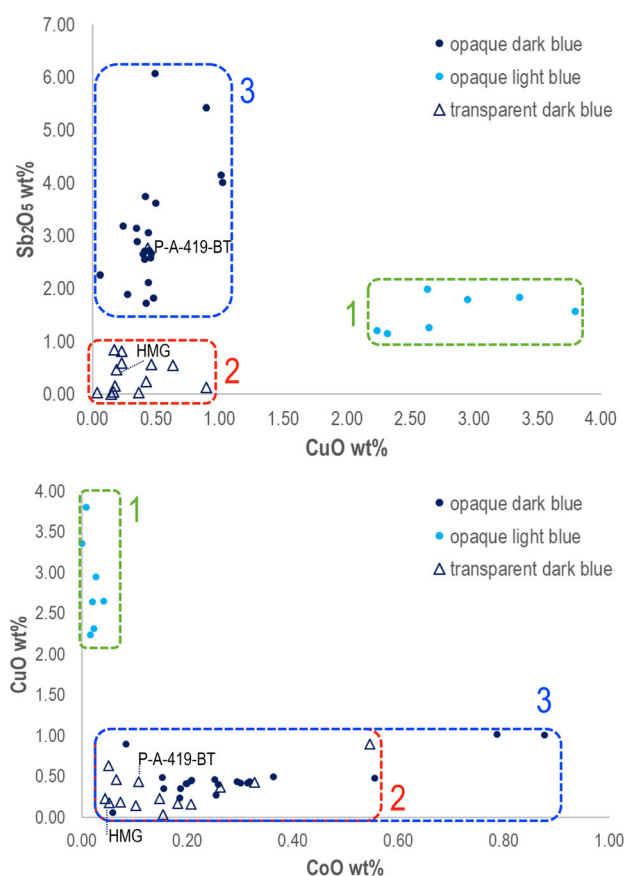 7.00
6.00
5.00
4.00
3.00
2.00
1.00
0.00
Sb₂O₅ wt%
opaque dark blue
opaque light blue
transparent dark blue
3
P-A-419-BT
1
HMG
2
0.00 0.50 1.00 1.50 2.00 2.50 3.00 3.50 4.00
CuO wt%
4.00
3.50
3.00
2.50
2.00
1.50
1.00
0.50
0.00
CuO wt%
1
opaque dark blue
opaque light blue
transparent dark blue
3
P-A-419-BT
2
HMG
0.00 0.20 0.40 0.60 0.80 1.00
CoO wt%